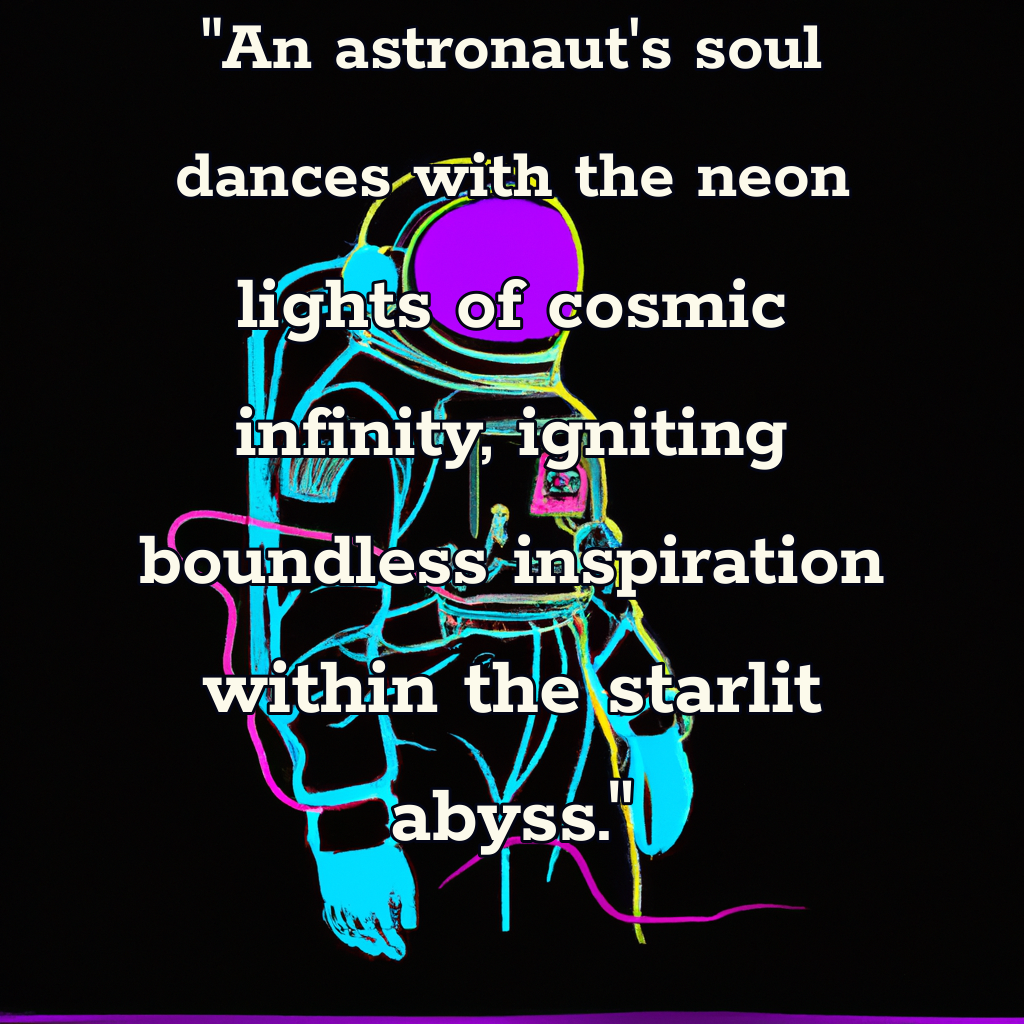 "An astronaut's soul
dances with the neon
lights of cosmic
infinity, igniting
boundless inspiration
within the starlit
abyss."